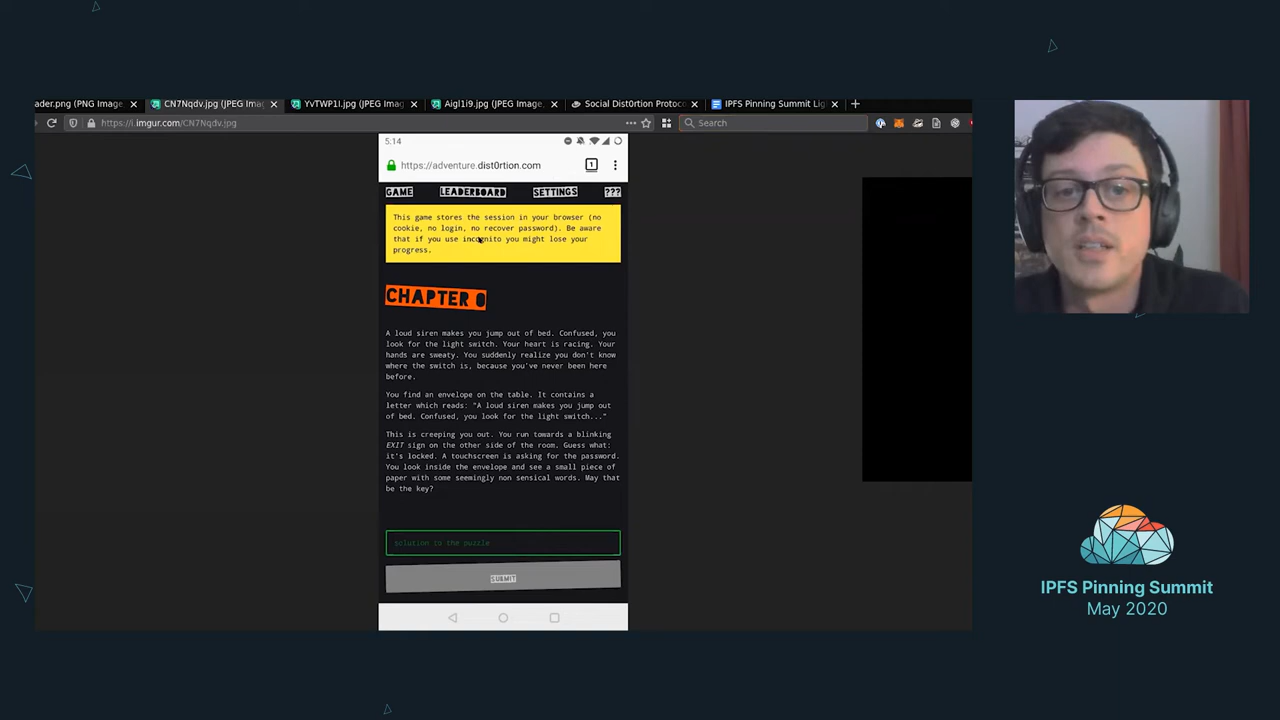 ader.png (PNG Image
CN7Nqdv.jpg (JPEG Imag
YvTWP1I.jpg (JPEG Imag
AigI1i9.jpg (JPEG Image,
Social Dist0rtion Protoco
IPFS Pinning Summit Lig
https://i.imgur.com/CN7Nqdv.jpg
Search
5.14
https://adventure.dist0rtion.com
1
GAME
LEADERBOARD
SETTINGS
???
This game stores the session in your browser (no
cookie, no login, no recover password). Be aware
that if you use incognito you might lose your
progress.
CHAPTER 0
A loud siren makes you jump out of bed. Confused, you
look for the light switch. Your heart is racing. Your
hands are sweaty. You suddenly realize you don't know
where the switch is, because you've never been here
before.
You find an envelope on the table. It contains a
letter which reads: "A loud siren makes you jump out
of bed. Confused, you look for the light switch..."
This is creeping you out. You run towards a blinking
EXIT sign on the other side of the room. Guess what:
it's locked. A touchscreen is asking for the password.
You look inside the envelope and see a small piece of
paper with some seemingly non sensical words. May that
be the key?
solution to the puzzle
SUBMIT
IPFS Pinning Summit
May 2020